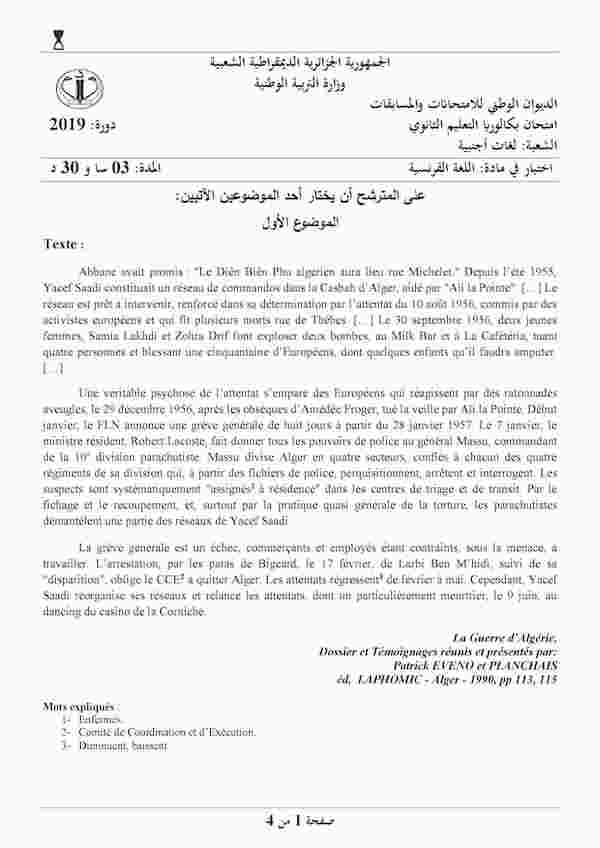 الجمهورية الجزائرية الديمقراطية الشعبية
وزارة التربية الوطنية
الديوان الوطني للامتحانات والمسابقات
امتحان بكالوريا التعليم الثانوي
دورة: 2019
الشعبة: لغات أجنبية
اختبار في مادة: اللغة الفرنسية
المدة: 03 سا و 30 د
على المترشح أن يختار أحد الموضوعين الآتيين:
الموضوع الأول
Texte :
Abbane avait promis : "Le Diên Biên Phu algérien aura lieu rue Michelet." Depuis l'été 1955,
Yacef Saadi constituait un réseau de commandos dans la Casbah d'Alger, aidé par "Ali la Pointe". […] Le
réseau est prêt à intervenir, renforcé dans sa détermination par l'attentat du 10 août 1956, commis par des
activistes européens et qui fit plusieurs morts rue de Thèbes. […] Le 30 septembre 1956, deux jeunes
femmes, Samia Lakhdi et Zohra Drif font exploser deux bombes, au Milk Bar et à La Cafétéria, tuant
quatre personnes et blessant une cinquantaine d'Européens, dont quelques enfants qu'il faudra amputer.
[…]
Une véritable psychose de l'attentat s'empare des Européens qui réagissent par des ratonnades
aveugles, le 29 décembre 1956, après les obsèques d'Amédée Froger, tué la veille par Ali la Pointe. Début
janvier, le FLN annonce une grève générale de huit jours à partir du 28 janvier 1957. Le 7 janvier, le
ministre résident, Robert Lacoste, fait donner tous les pouvoirs de police au général Massu, commandant
de la 10e division parachutiste. Massu divise Alger en quatre secteurs, confiés à chacun des quatre
régiments de sa division qui, à partir des fichiers de police, perquisitionnent, arrêtent et interrogent. Les
suspects sont systématiquement "assignés1 à résidence" dans les centres de triage et de transit. Par le
fichage et le recoupement, et, surtout par la pratique quasi générale de la torture, les parachutistes
démantèlent une partie des réseaux de Yacef Saadi.
La grève générale est un échec, commerçants et employés étant contraints, sous la menace, à
travailler. L'arrestation, par les paras de Bigeard, le 17 février, de Larbi Ben M'hidi, suivi de sa
"disparition", oblige le CCE2 à quitter Alger. Les attentats régressent3 de février à mai. Cependant, Yacef
Saadi réorganise ses réseaux et relance les attentats, dont un particulièrement meurtrier, le 9 juin, au
dancing du casino de la Corniche.
La Guerre d'Algérie,
Dossier et Témoignages réunis et présentés par:
Patrick EVENO et PLANCHAIS
éd, LAPHOMIC - Alger - 1990, pp 113, 115
Mots expliqués :
1- Enfermés.
2- Comité de Coordination et d'Exécution.
3- Diminuent, baissent.
صفحة 1 من 4